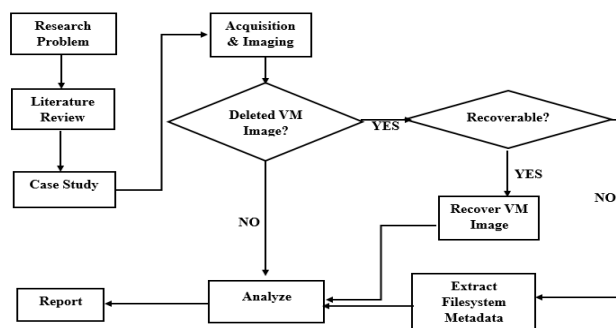 Research
Problem
Literature
Review
Case Study
Acquisition
& Imaging
Deleted VM
Image?
YES
Recoverable?
YES
NO
Recover VM
Image
NO
Extract
Filesystem
Metadata
Analyze
Report